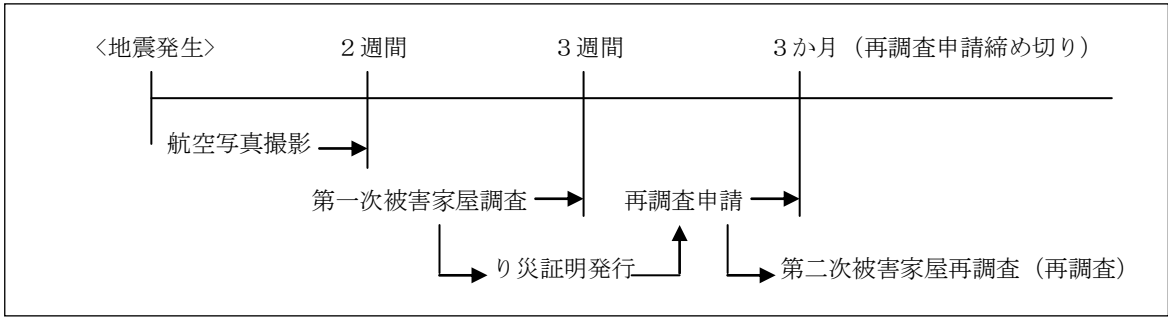 <地震発生> ２週間 ３週間 ３か月（再調査申請締め切り）
航空写真撮影
第一次被害家屋調査 再調査申請
り災証明発行 第二次被害家屋再調査（再調査）